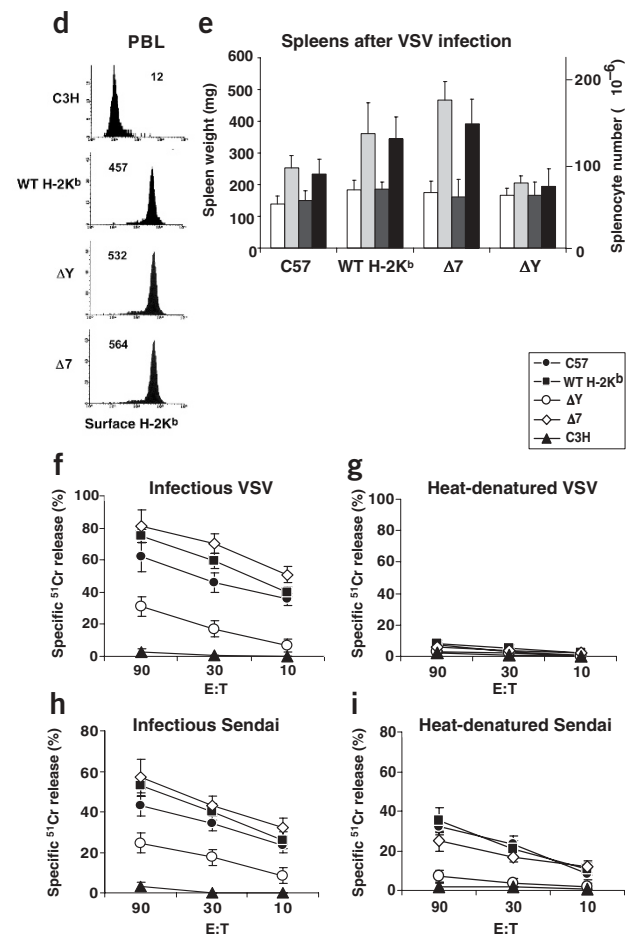 d
PBL
C3H
12
WT H-2Kᵇ
457
ΔY
532
Δ7
564
Surface H-2Kᵇ
e
Spleens after VSV infection
Spleen weight (mg)
600
500
400
300
200
100
0
C57 WT H-2Kᵇ Δ7 ΔY
200
100
0
Splenocyte number ( 10⁻⁶)
C57
WT H-2Kᵇ
ΔY
Δ7
C3H
f
Infectious VSV
Specific ⁵¹Cr release (%)
100
80
60
40
20
0
90 30 10
E:T
g
Heat-denatured VSV
Specific ⁵¹Cr release (%)
100
80
60
40
20
0
90 30 10
E:T
h
Infectious Sendai
Specific ⁵¹Cr release (%)
80
60
40
20
0
90 30 10
E:T
i
Heat-denatured Sendai
Specific ⁵¹Cr release (%)
80
60
40
20
0
90 30 10
E:T